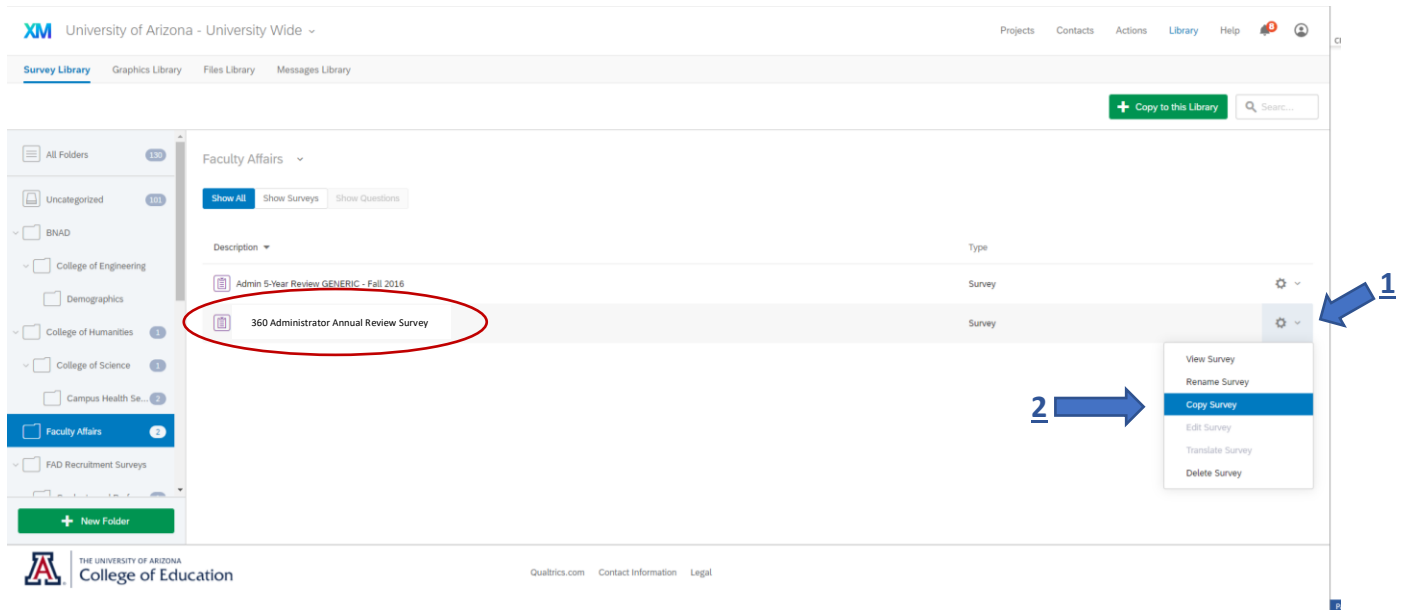 XM University of Arizona - University Wide
Projects Contacts Actions Library Help 8
Survey Library Graphics Library Files Library Messages Library
+ Copy to this Library Searc...
All Folders 130
Uncategorized 101
BNAD
College of Engineering
Demographics
College of Humanities 1
College of Science 1
Campus Health Se... 2
Faculty Affairs 2
FAD Recruitment Surveys
+ New Folder
Faculty Affairs
Show All Show Surveys Show Questions
Description Type
Admin 5-Year Review GENERIC - Fall 2016 Survey
360 Administrator Annual Review Survey Survey
1
View Survey
Rename Survey
2 Copy Survey
Edit Survey
Translate Survey
Delete Survey
A THE UNIVERSITY OF ARIZONA
College of Education
Qualtrics.com Contact Information Legal